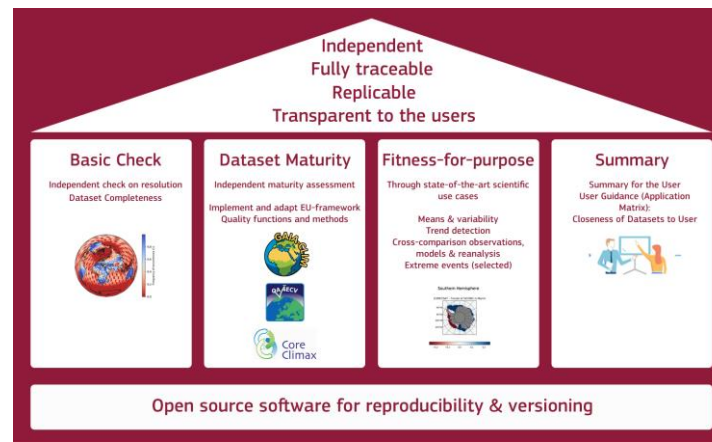 Independent
Fully traceable
Replicable
Transparent to the users
Basic Check
Independent check on resolution
Dataset Completeness
Dataset Maturity
Independent maturity assessment
Implement and adapt EU-framework
Quality functions and methods
GAIA-CLIM
QA4ECV
Core
Climax
Fitness-for-purpose
Through state-of-the-art scientific
use cases
Means & variability
Trend detection
Cross-comparison observations,
models & reanalysis
Extreme events (selected)
Southern Hemisphere
Summary
Summary for the User
User Guidance (Application
Matrix):
Closeness of Datasets to User
Open source software for reproducibility & versioning